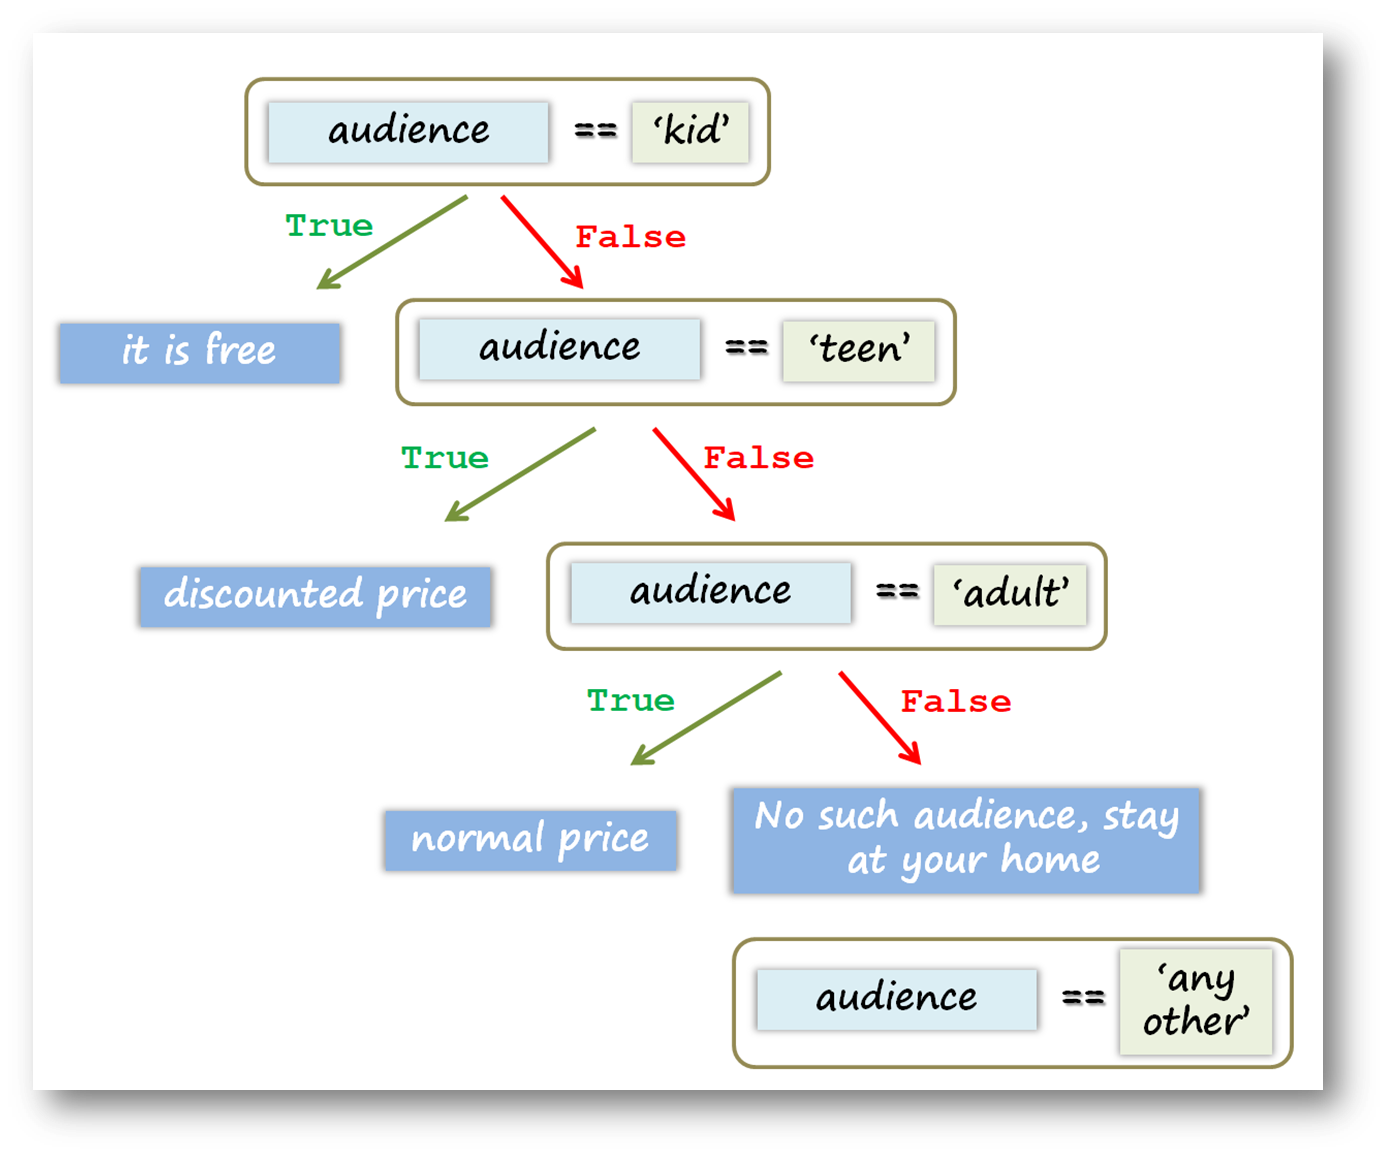 audience == ‘kid’
True
False
it is free
audience == ‘teen’
True
False
discounted price
audience == ‘adult’
True
False
normal price
No such audience, stay
at your home
audience == ‘any
other’